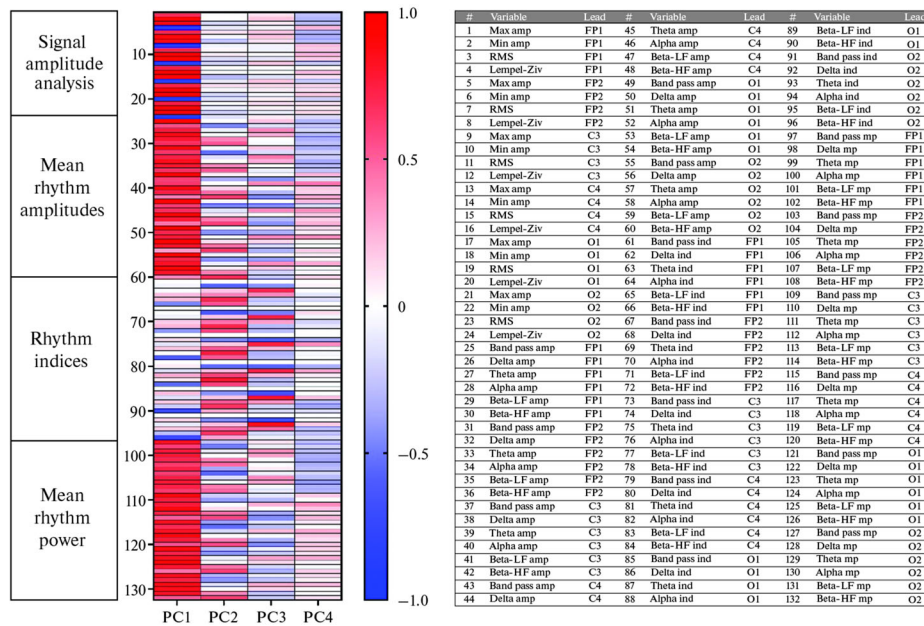 Signal
amplitude
analysis
Mean
rhythm
amplitudes
Rhythm
indices
Mean
rhythm
power
10
20
30
40
50
60
70
80
90
100
110
120
130
PC1 PC2 PC3 PC4
1.0
0.5
0
−0.5
−1.0
# Variable Lead # Variable Lead # Variable Lead
1 Max amp FP1 45 Theta amp C4 89 Beta-LF ind O1
2 Min amp FP1 46 Alpha amp C4 90 Beta-HF ind O1
3 RMS FP1 47 Beta-LF amp C4 91 Band pass ind O2
4 Lempel-Ziv FP1 48 Beta-HF amp C4 92 Delta ind O2
5 Max amp FP2 49 Band pass amp O1 93 Theta ind O2
6 Min amp FP2 50 Delta amp O1 94 Alpha ind O2
7 RMS FP2 51 Theta amp O1 95 Beta-LF ind O2
8 Lempel-Ziv FP2 52 Alpha amp O1 96 Beta-HF ind O2
9 Max amp C3 53 Beta-LF amp O1 97 Band pass mp FP1
10 Min amp C3 54 Beta-HF amp O1 98 Delta mp FP1
11 RMS C3 55 Band pass amp O2 99 Theta mp FP1
12 Lempel-Ziv C3 56 Delta amp O2 100 Alpha mp FP1
13 Max amp C4 57 Theta amp O2 101 Beta-LF mp FP1
14 Min amp C4 58 Alpha amp O2 102 Beta-HF mp FP1
15 RMS C4 59 Beta-LF amp O2 103 Band pass mp FP2
16 Lempel-Ziv C4 60 Beta-HF amp O2 104 Delta mp FP2
17 Max amp O1 61 Band pass ind FP1 105 Theta mp FP2
18 Min amp O1 62 Delta ind FP1 106 Alpha mp FP2
19 RMS O1 63 Theta ind FP1 107 Beta-LF mp FP2
20 Lempel-Ziv O1 64 Alpha ind FP1 108 Beta-HF mp FP2
21 Max amp O2 65 Beta-LF ind FP1 109 Band pass mp C3
22 Min amp O2 66 Beta-HF ind FP1 110 Delta mp C3
23 RMS O2 67 Band pass ind FP2 111 Theta mp C3
24 Lempel-Ziv O2 68 Delta ind FP2 112 Alpha mp C3
25 Band pass amp FP1 69 Theta ind FP2 113 Beta-LF mp C3
26 Delta amp FP1 70 Alpha ind FP2 114 Beta-HF mp C3
27 Theta amp FP1 71 Beta-LF ind FP2 115 Band pass mp C4
28 Alpha amp FP1 72 Beta-HF ind FP2 116 Delta mp C4
29 Beta-LF amp FP1 73 Band pass ind C3 117 Theta mp C4
30 Beta-HF amp FP1 74 Delta ind C3 118 Alpha mp C4
31 Band pass amp FP2 75 Theta ind C3 119 Beta-LF mp C4
32 Delta amp FP2 76 Alpha ind C3 120 Beta-HF mp C4
33 Theta amp FP2 77 Beta-LF ind C3 121 Band pass mp O1
34 Alpha amp FP2 78 Beta-HF ind C3 122 Delta mp O1
35 Beta-LF amp FP2 79 Band pass ind C4 123 Theta mp O1
36 Beta-HF amp FP2 80 Delta ind C4 124 Alpha mp O1
37 Band pass amp C3 81 Theta ind C4 125 Beta-LF mp O1
38 Delta amp C3 82 Alpha ind C4 126 Beta-HF mp O1
39 Theta amp C3 83 Beta-LF ind C4 127 Band pass mp O2
40 Alpha amp C3 84 Beta-HF ind C4 128 Delta mp O2
41 Beta-LF amp C3 85 Band pass ind O1 129 Theta mp O2
42 Beta-HF amp C3 86 Delta ind O1 130 Alpha mp O2
43 Band pass amp C4 87 Theta ind O1 131 Beta-LF mp O2
44 Delta amp C4 88 Alpha ind O1 132 Beta-HF mp O2